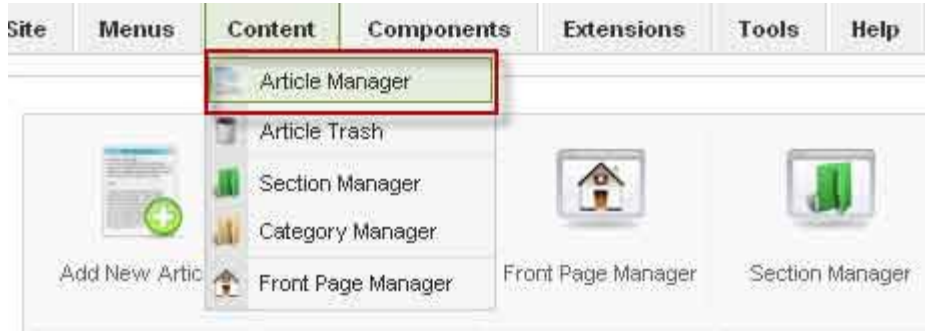 Site Menus Content Components Extensions Tools Help
Article Manager
Article Trash
Section Manager
Category Manager
Front Page Manager
Add New Artic
Front Page Manager
Section Manager